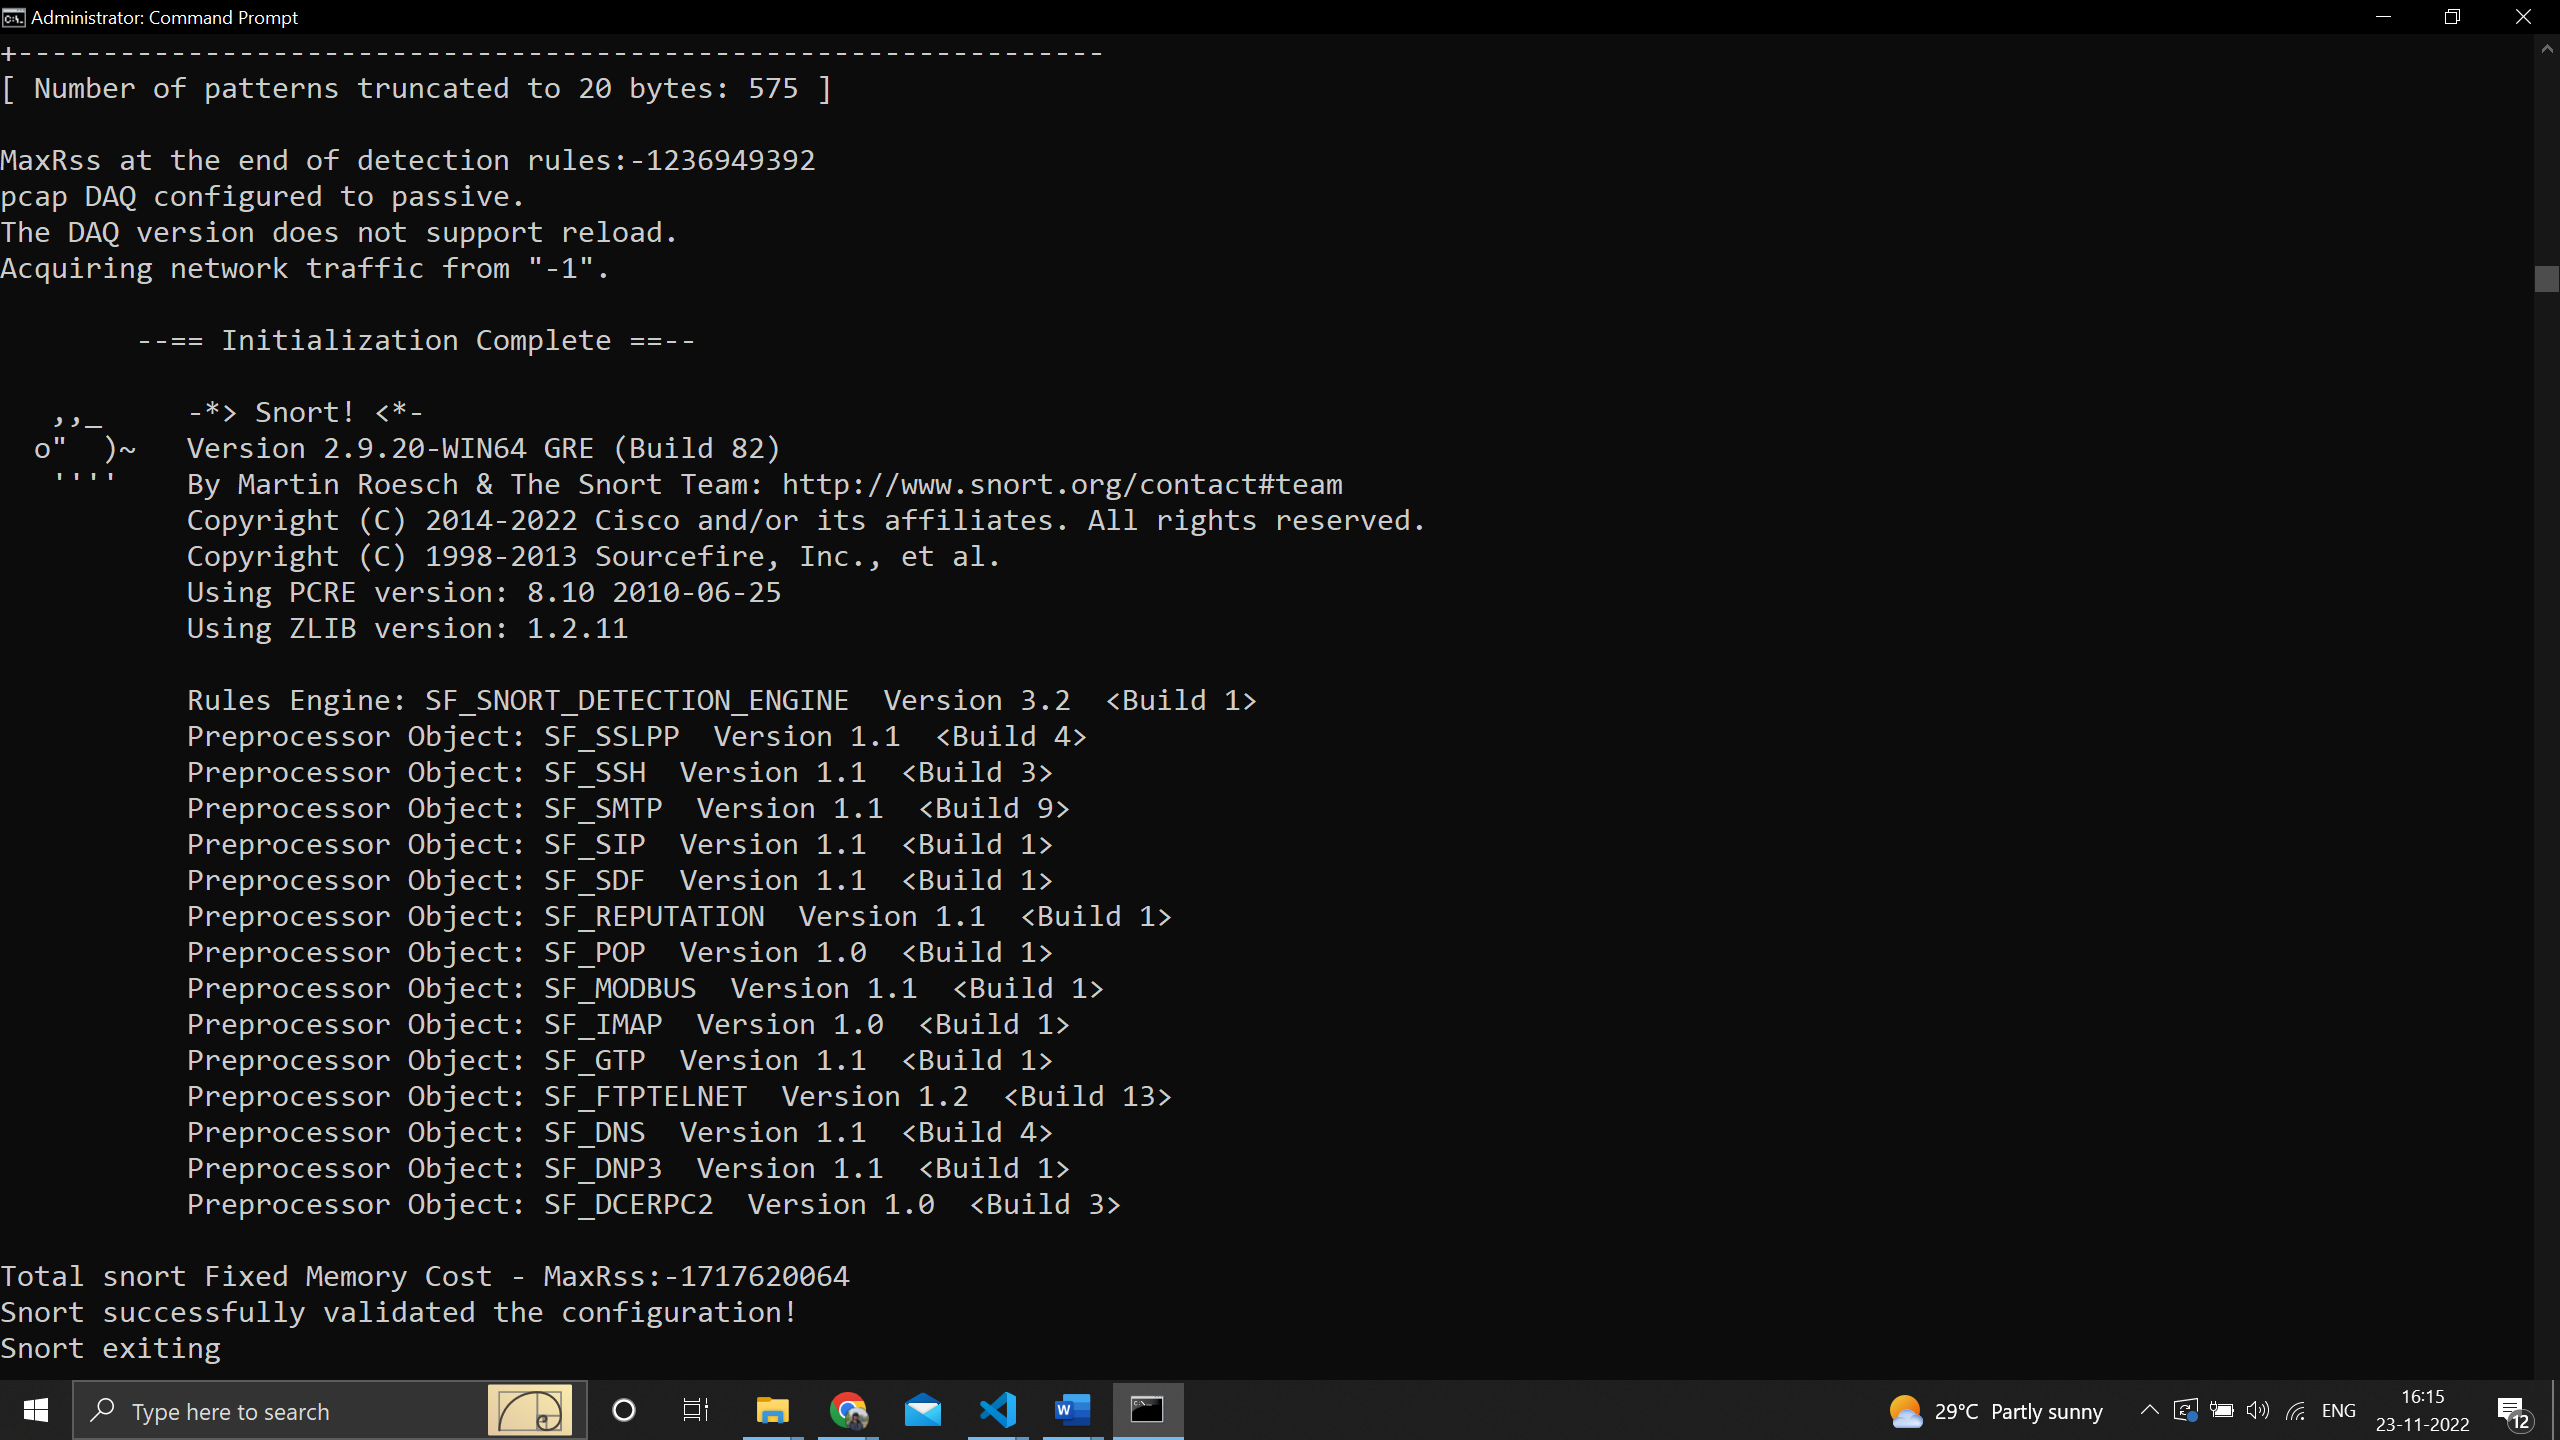 Administrator: Command Prompt
+----------------------------------------------------------------
[ Number of patterns truncated to 20 bytes: 575 ]
MaxRss at the end of detection rules:-1236949392
pcap DAQ configured to passive.
The DAQ version does not support reload.
Acquiring network traffic from "-1".
--== Initialization Complete ==--
,,_ -*> Snort! <*-
o" )~ Version 2.9.20-WIN64 GRE (Build 82)
'''' By Martin Roesch & The Snort Team: http://www.snort.org/contact#team
Copyright (C) 2014-2022 Cisco and/or its affiliates. All rights reserved.
Copyright (C) 1998-2013 Sourcefire, Inc., et al.
Using PCRE version: 8.10 2010-06-25
Using ZLIB version: 1.2.11
Rules Engine: SF_SNORT_DETECTION_ENGINE Version 3.2 <Build 1>
Preprocessor Object: SF_SSLPP Version 1.1 <Build 4>
Preprocessor Object: SF_SSH Version 1.1 <Build 3>
Preprocessor Object: SF_SMTP Version 1.1 <Build 9>
Preprocessor Object: SF_SIP Version 1.1 <Build 1>
Preprocessor Object: SF_SDF Version 1.1 <Build 1>
Preprocessor Object: SF_REPUTATION Version 1.1 <Build 1>
Preprocessor Object: SF_POP Version 1.0 <Build 1>
Preprocessor Object: SF_MODBUS Version 1.1 <Build 1>
Preprocessor Object: SF_IMAP Version 1.0 <Build 1>
Preprocessor Object: SF_GTP Version 1.1 <Build 1>
Preprocessor Object: SF_FTPTELNET Version 1.2 <Build 13>
Preprocessor Object: SF_DNS Version 1.1 <Build 4>
Preprocessor Object: SF_DNP3 Version 1.1 <Build 1>
Preprocessor Object: SF_DCERPC2 Version 1.0 <Build 3>
Total snort Fixed Memory Cost - MaxRss:-1717620064
Snort successfully validated the configuration!
Snort exiting
Type here to search
29°C Partly sunny
ENG
16:15
23-11-2022
12